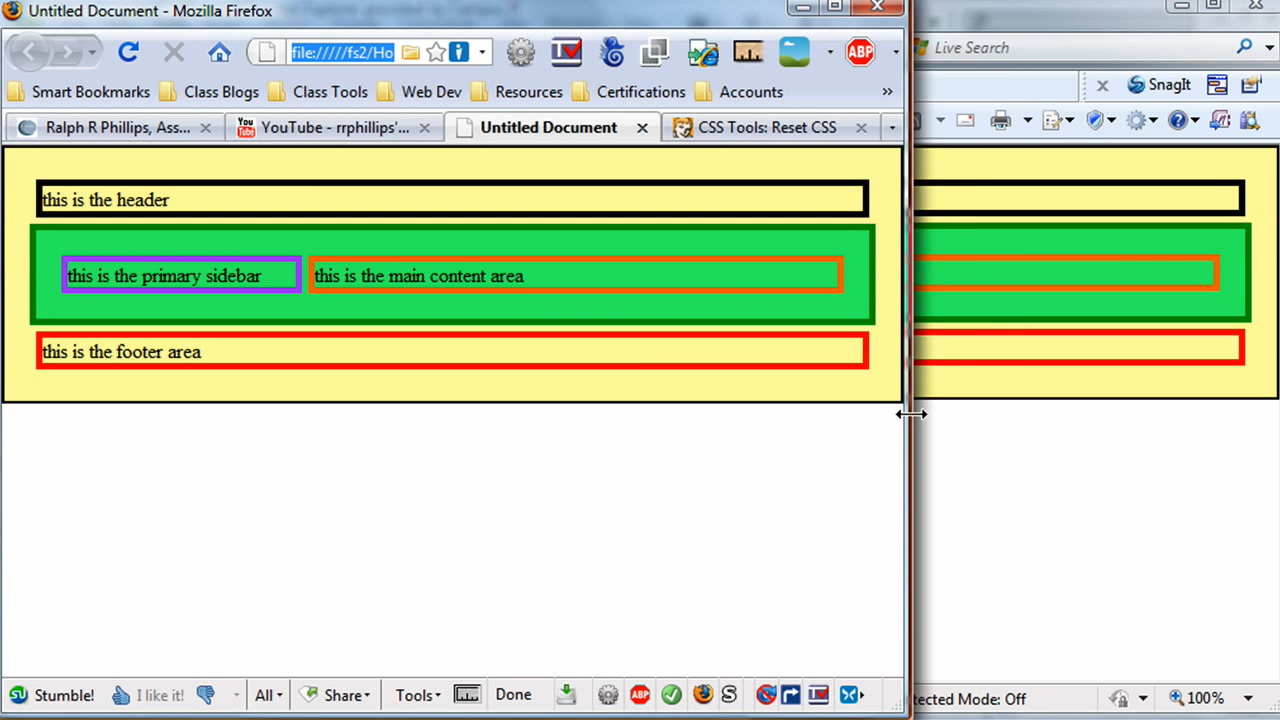 Untitled Document - Mozilla Firefox
Live Search
file://///fs2/Ho
ABP
SnagIt
Smart Bookmarks Class Blogs Class Tools Web Dev Resources Certifications Accounts »
Ralph R Phillips, Ass... You Tube YouTube - rrphillips'... Untitled Document CSS Tools: Reset CSS
this is the header
this is the primary sidebar this is the main content area
this is the footer area
Stumble! I like it! All Share Tools Done ABP S
tected Mode: Off 100%